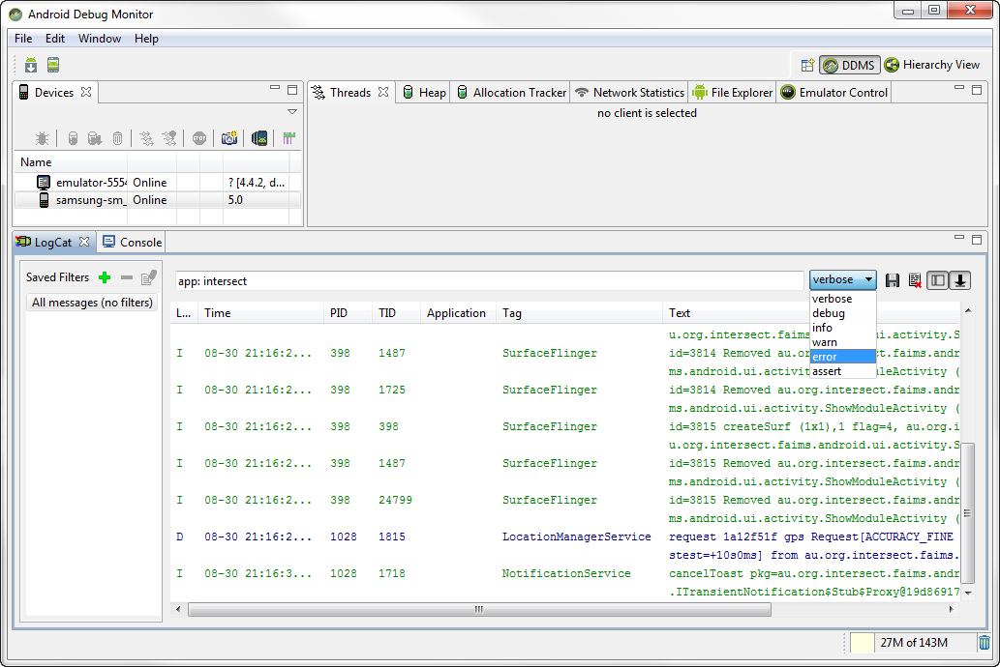 Android Debug Monitor
File Edit Window Help
DDMS Hierarchy View
Devices
Threads Heap Allocation Tracker Network Statistics File Explorer Emulator Control
no client is selected
Name
emulator-5554 Online ? [4.4.2, d...
samsung-sm_ Online 5.0
LogCat Console
Saved Filters
All messages (no filters)
app: intersect
verbose
verbose
debug
info
warn
error
assert
L... Time PID TID Application Tag Text
u.org.intersect.faims. ui.activity.S
I 08-30 21:16:2... 398 1487 SurfaceFlinger id=3814 Removed au.org.intersect.faims.andr
ms.android.ui.activity. leActivity (
I 08-30 21:16:2... 398 1725 SurfaceFlinger id=3814 Removed au.org.intersect.faims.andr
ms.android.ui.activity.ShowModuleActivity (
I 08-30 21:16:2... 398 398 SurfaceFlinger id=3815 createSurf (1x1),1 flag=4, au.org.i
u.org.intersect.faims.android.ui.activity.S
I 08-30 21:16:2... 398 1487 SurfaceFlinger id=3815 Removed au.org.intersect.faims.andr
ms.android.ui.activity.ShowModuleActivity (
I 08-30 21:16:2... 398 24799 SurfaceFlinger id=3815 Removed au.org.intersect.faims.andr
ms.android.ui.activity.ShowModuleActivity (
D 08-30 21:16:2... 1028 1815 LocationManagerService request 1a12f51f gps Request[ACCURACY_FINE
stest=+10s0ms] from au.org.intersect.faims.
I 08-30 21:16:3... 1028 1718 NotificationService cancelToast pkg=au.org.intersect.faims.andr
.ITransientNotification$Stub$Proxy@19d86917
27M of 143M